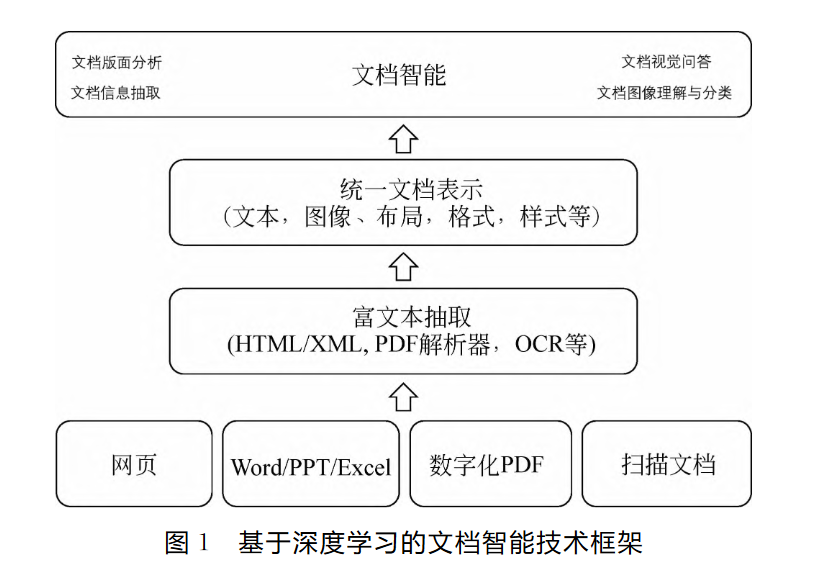 文档版面分析
文档智能
文档视觉问答
文档信息抽取
文档图像理解与分类
统一文档表示
（文本，图像、布局，格式，样式等）
富文本抽取
(HTML/XML, PDF解析器，OCR等)
网页
Word/PPT/Excel
数字化PDF
扫描文档
图 1 基于深度学习的文档智能技术框架